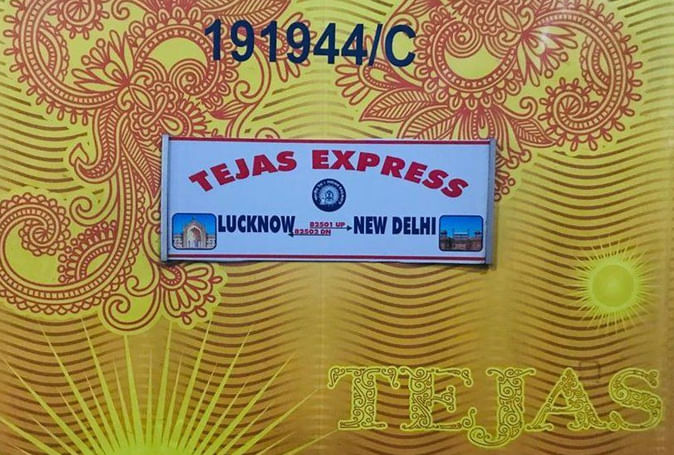 191944/C
TEJAS EXPRESS
LUCKNOW 82501 UP NEW DELHI
82502 DN
TEJAS